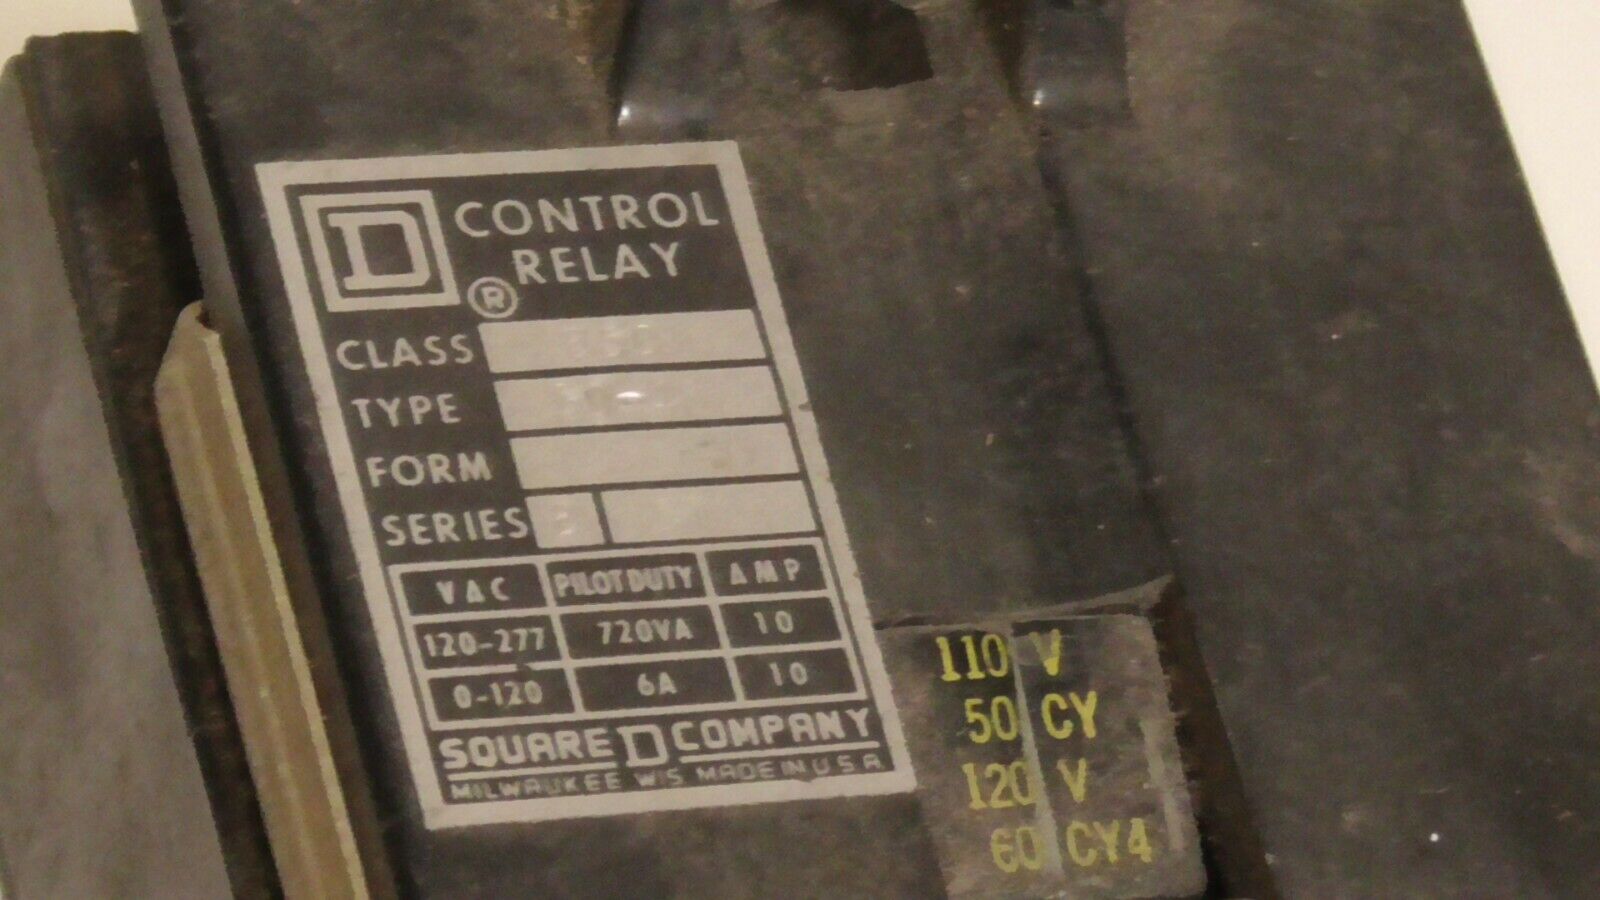 D CONTROL
® RELAY
CLASS
TYPE
FORM
SERIES
VAC PILOT DUTY AMP
120-277 720VA 10
0-120 6A 10
SQUARE D COMPANY
MILWAUKEE WIS. MADE IN U.S.A.
110 V
50 CY
120 V
60 CY4